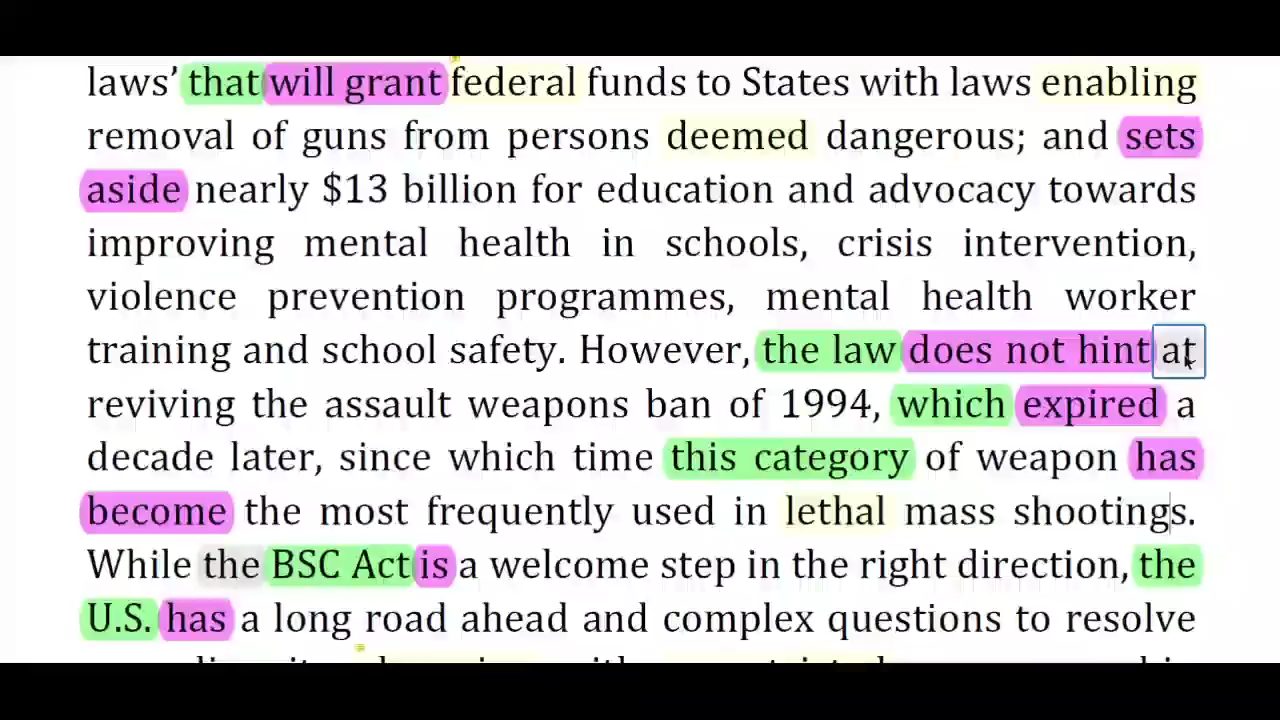 laws’ that will grant federal funds to States with laws enabling
removal of guns from persons deemed dangerous; and sets
aside nearly $13 billion for education and advocacy towards
improving mental health in schools, crisis intervention,
violence prevention programmes, mental health worker
training and school safety. However, the law does not hint at
reviving the assault weapons ban of 1994, which expired a
decade later, since which time this category of weapon has
become the most frequently used in lethal mass shootings.
While the BSC Act is a welcome step in the right direction, the
U.S. has a long road ahead and complex questions to resolve